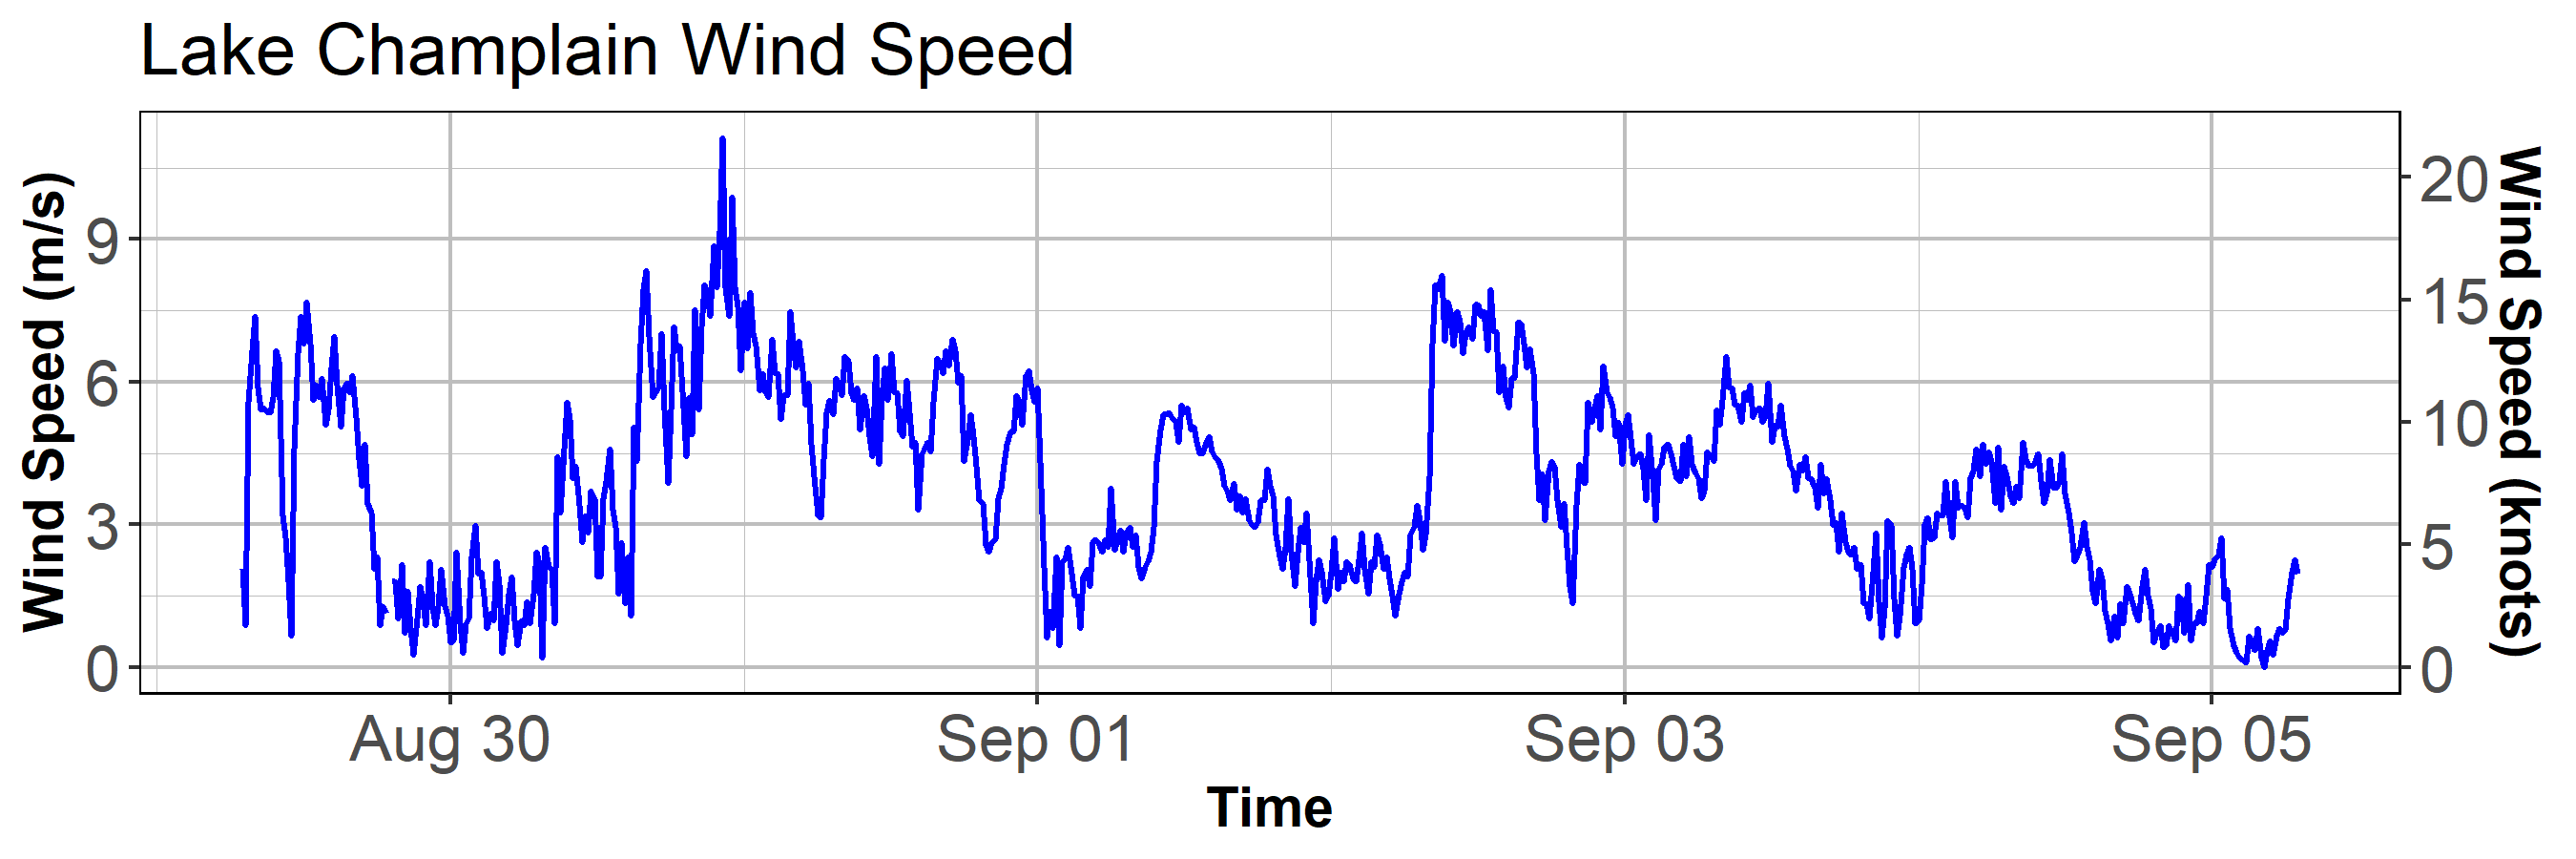 Lake Champlain Wind Speed
Wind Speed (m/s)
9
6
3
0
20
15
10
5
0
Wind Speed (knots)
Aug 30
Sep 01
Sep 03
Sep 05
Time